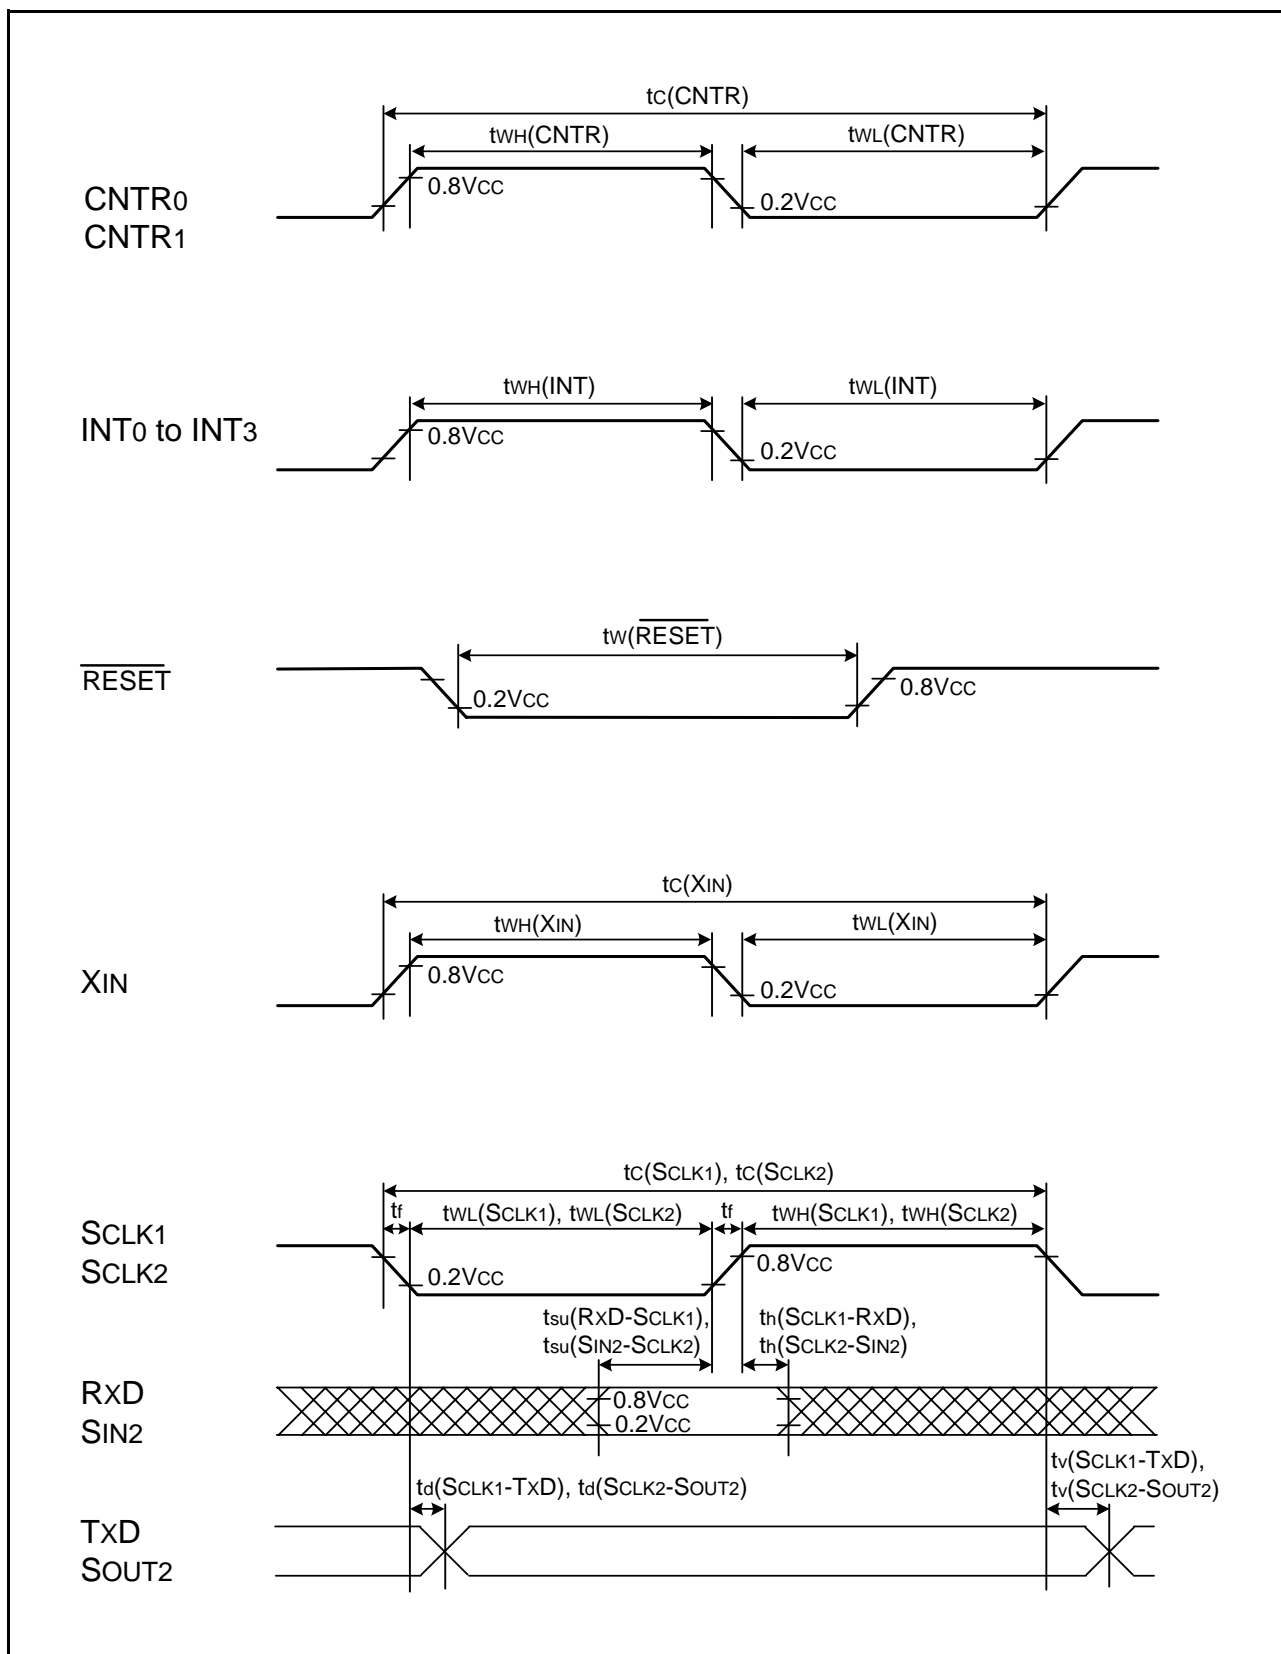 tC(CNTR)
tWH(CNTR)
tWL(CNTR)
CNTR0
CNTR1
0.8VCC
0.2VCC
tWH(INT)
tWL(INT)
INT0 to INT3
0.8VCC
0.2VCC
tW(RESET)
RESET
0.2VCC
0.8VCC
tC(XIN)
tWH(XIN)
tWL(XIN)
XIN
0.8VCC
0.2VCC
tC(SCLK1), tC(SCLK2)
tf
tWL(SCLK1), tWL(SCLK2)
tf
tWH(SCLK1), tWH(SCLK2)
SCLK1
SCLK2
0.2VCC
0.8VCC
tsu(RXD-SCLK1),
tsu(SIN2-SCLK2)
th(SCLK1-RXD),
th(SCLK2-SIN2)
RXD
SIN2
0.8VCC
0.2VCC
td(SCLK1-TXD), td(SCLK2-SOUT2)
tv(SCLK1-TXD),
tv(SCLK2-SOUT2)
TXD
SOUT2